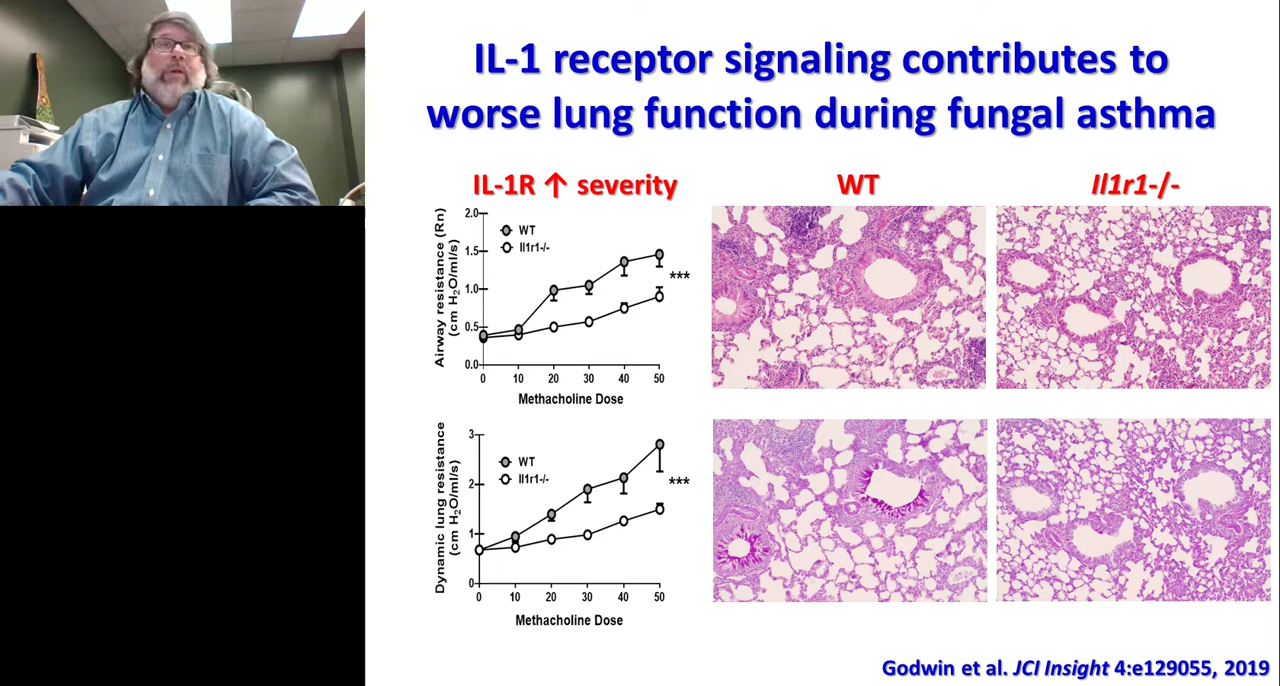 IL-1 receptor signaling contributes to
worse lung function during fungal asthma
IL-1R ↑ severity
WT
Il1r1-/-
Airway resistance (Rn)
(cm H₂O/ml/s)
2.0
1.5
1.0
0.5
0.0
WT
Il1r1-/-
***
0 10 20 30 40 50
Methacholine Dose
Dynamic lung resistance
(cm H₂O/ml/s)
3
2
1
0
WT
Il1r1-/-
***
0 10 20 30 40 50
Methacholine Dose
Godwin et al. JCI Insight 4:e129055, 2019